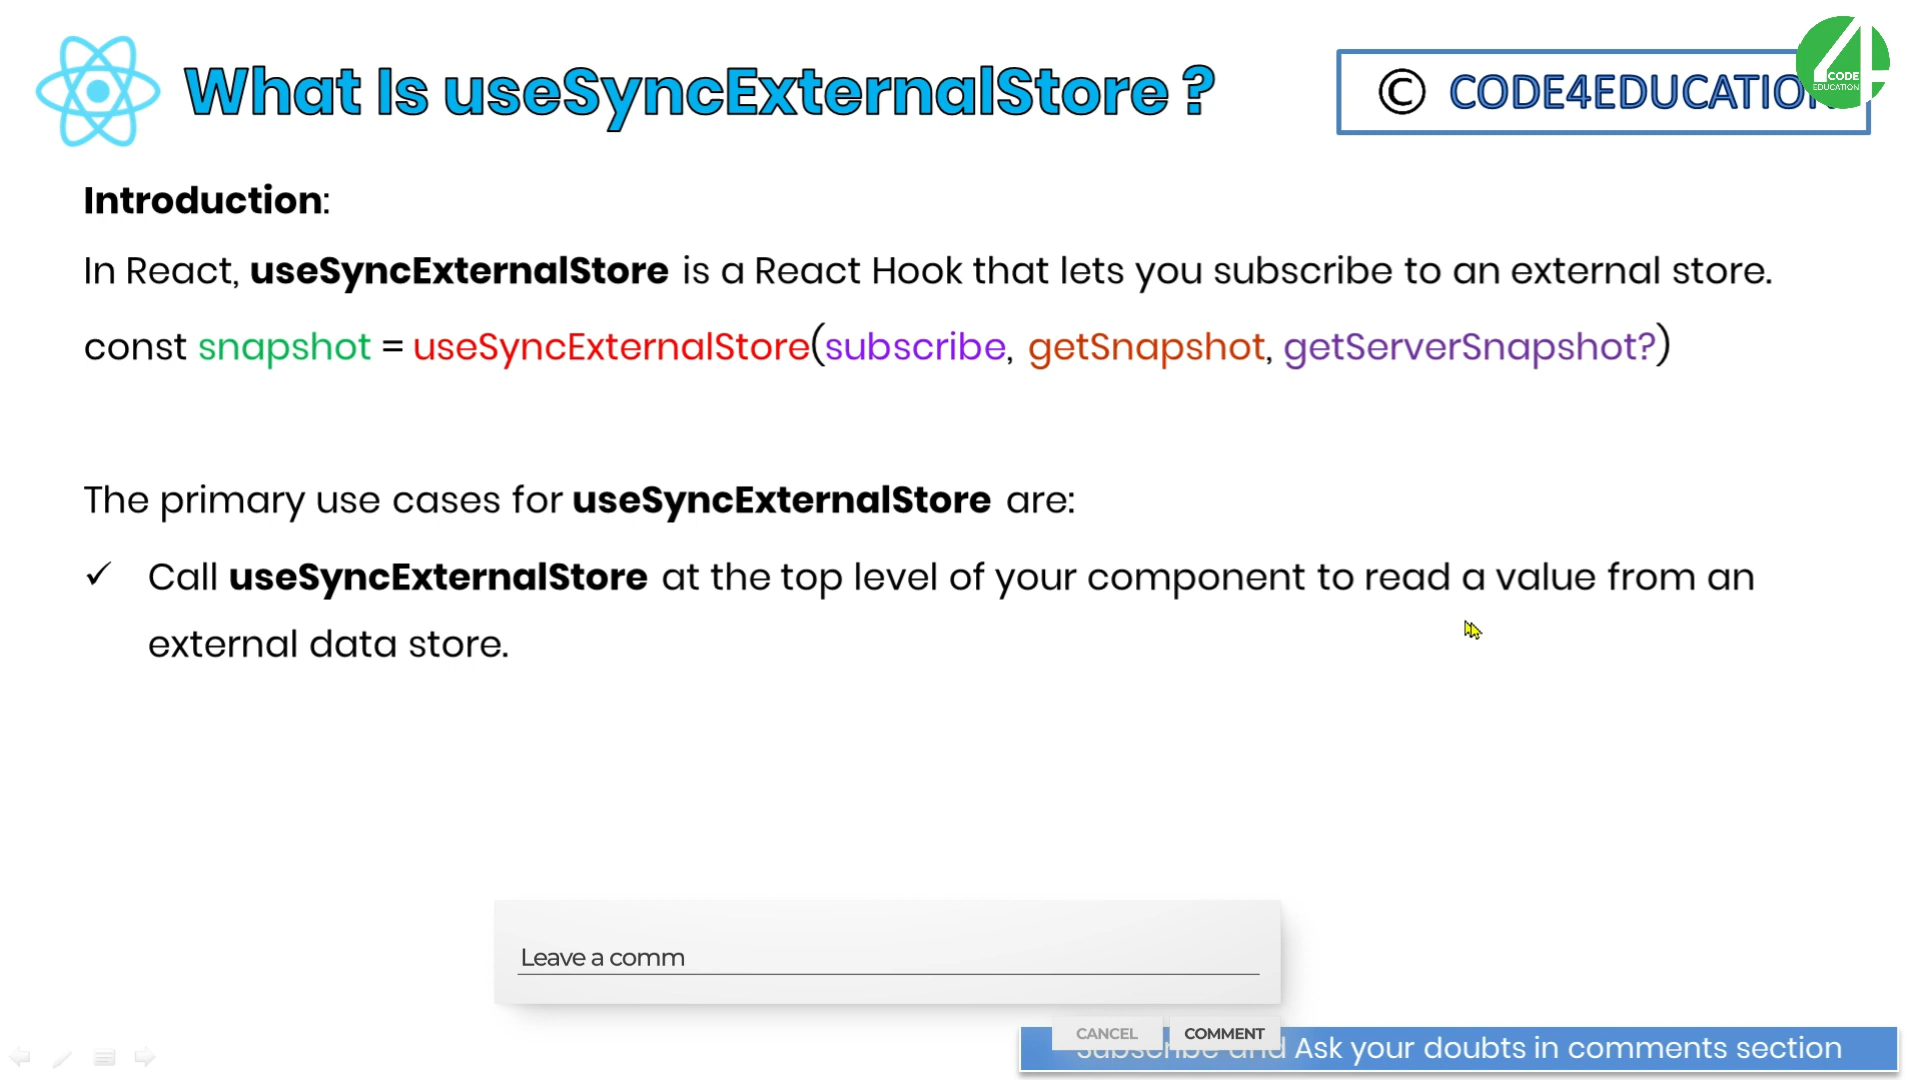 What Is useSyncExternalStore ?
© CODE4EDUCATION
CODE
EDUCATION
Introduction:
In React, useSyncExternalStore is a React Hook that lets you subscribe to an external store.
const snapshot = useSyncExternalStore(subscribe, getSnapshot, getServerSnapshot?)
The primary use cases for useSyncExternalStore are:
✓ Call useSyncExternalStore at the top level of your component to read a value from an
external data store.
Leave a comm
CANCEL COMMENT
Subscribe and Ask your doubts in comments section